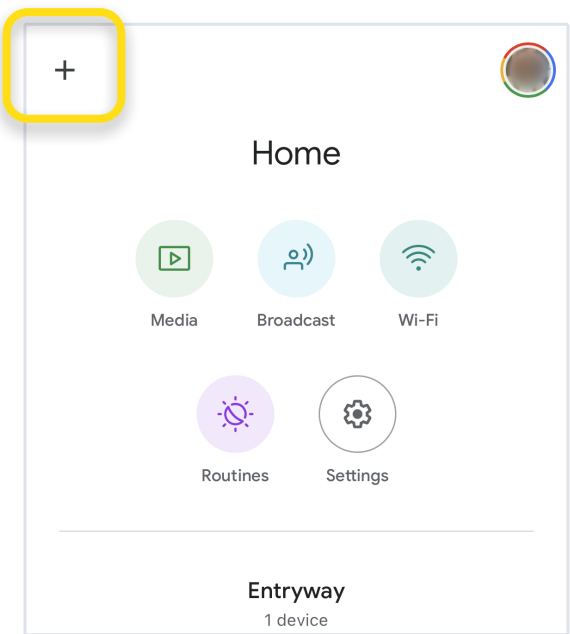 Home
Media
Broadcast
Wi-Fi
Routines
Settings
Entryway
1 device